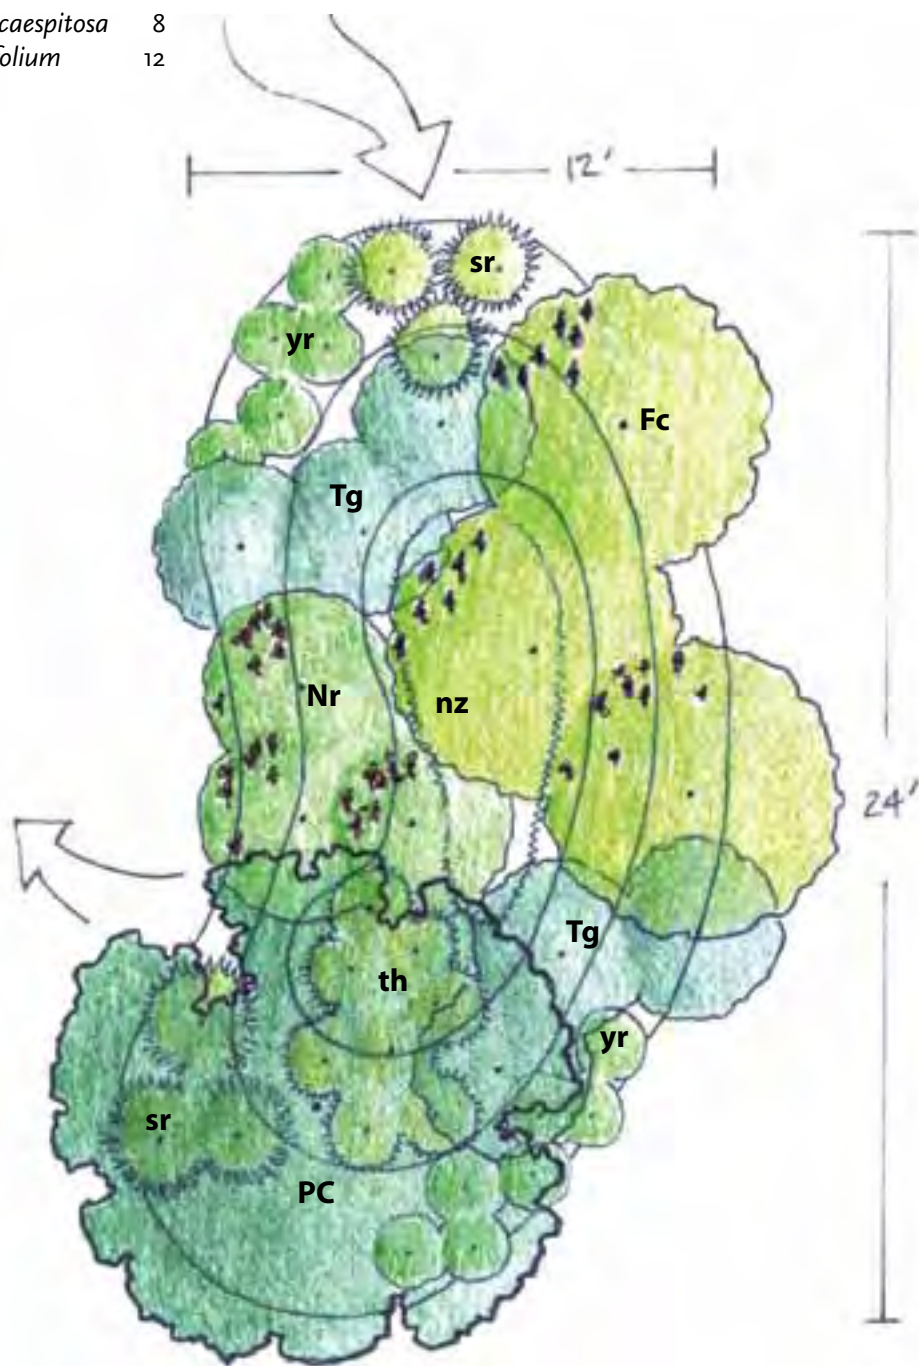 caespitosa 8
folium 12
12'
sr
yr
Fc
Tg
Nr
nz
24'
Tg
th
yr
sr
PC